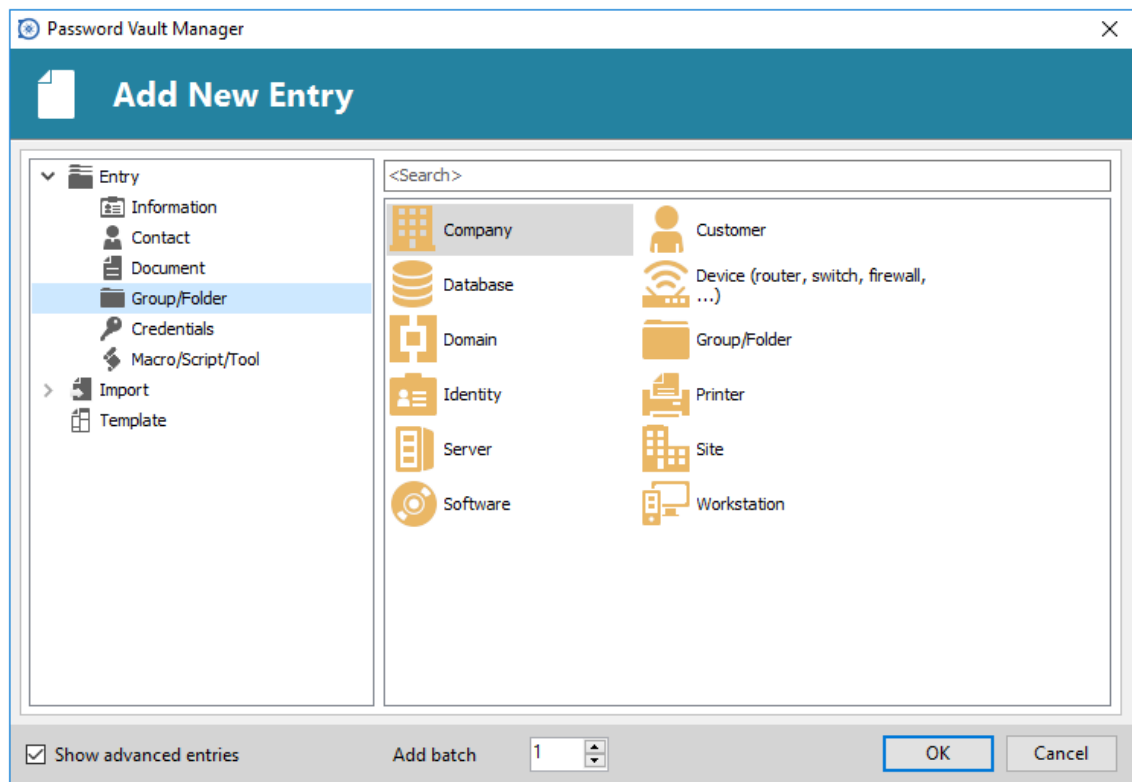 Password Vault Manager
Add New Entry
Entry
Information
Contact
Document
Group/Folder
Credentials
Macro/Script/Tool
Import
Template
<Search>
Company
Customer
Database
Device (router, switch, firewall,
...)
Domain
Group/Folder
Identity
Printer
Server
Site
Software
Workstation
Show advanced entries
Add batch
1
OK
Cancel